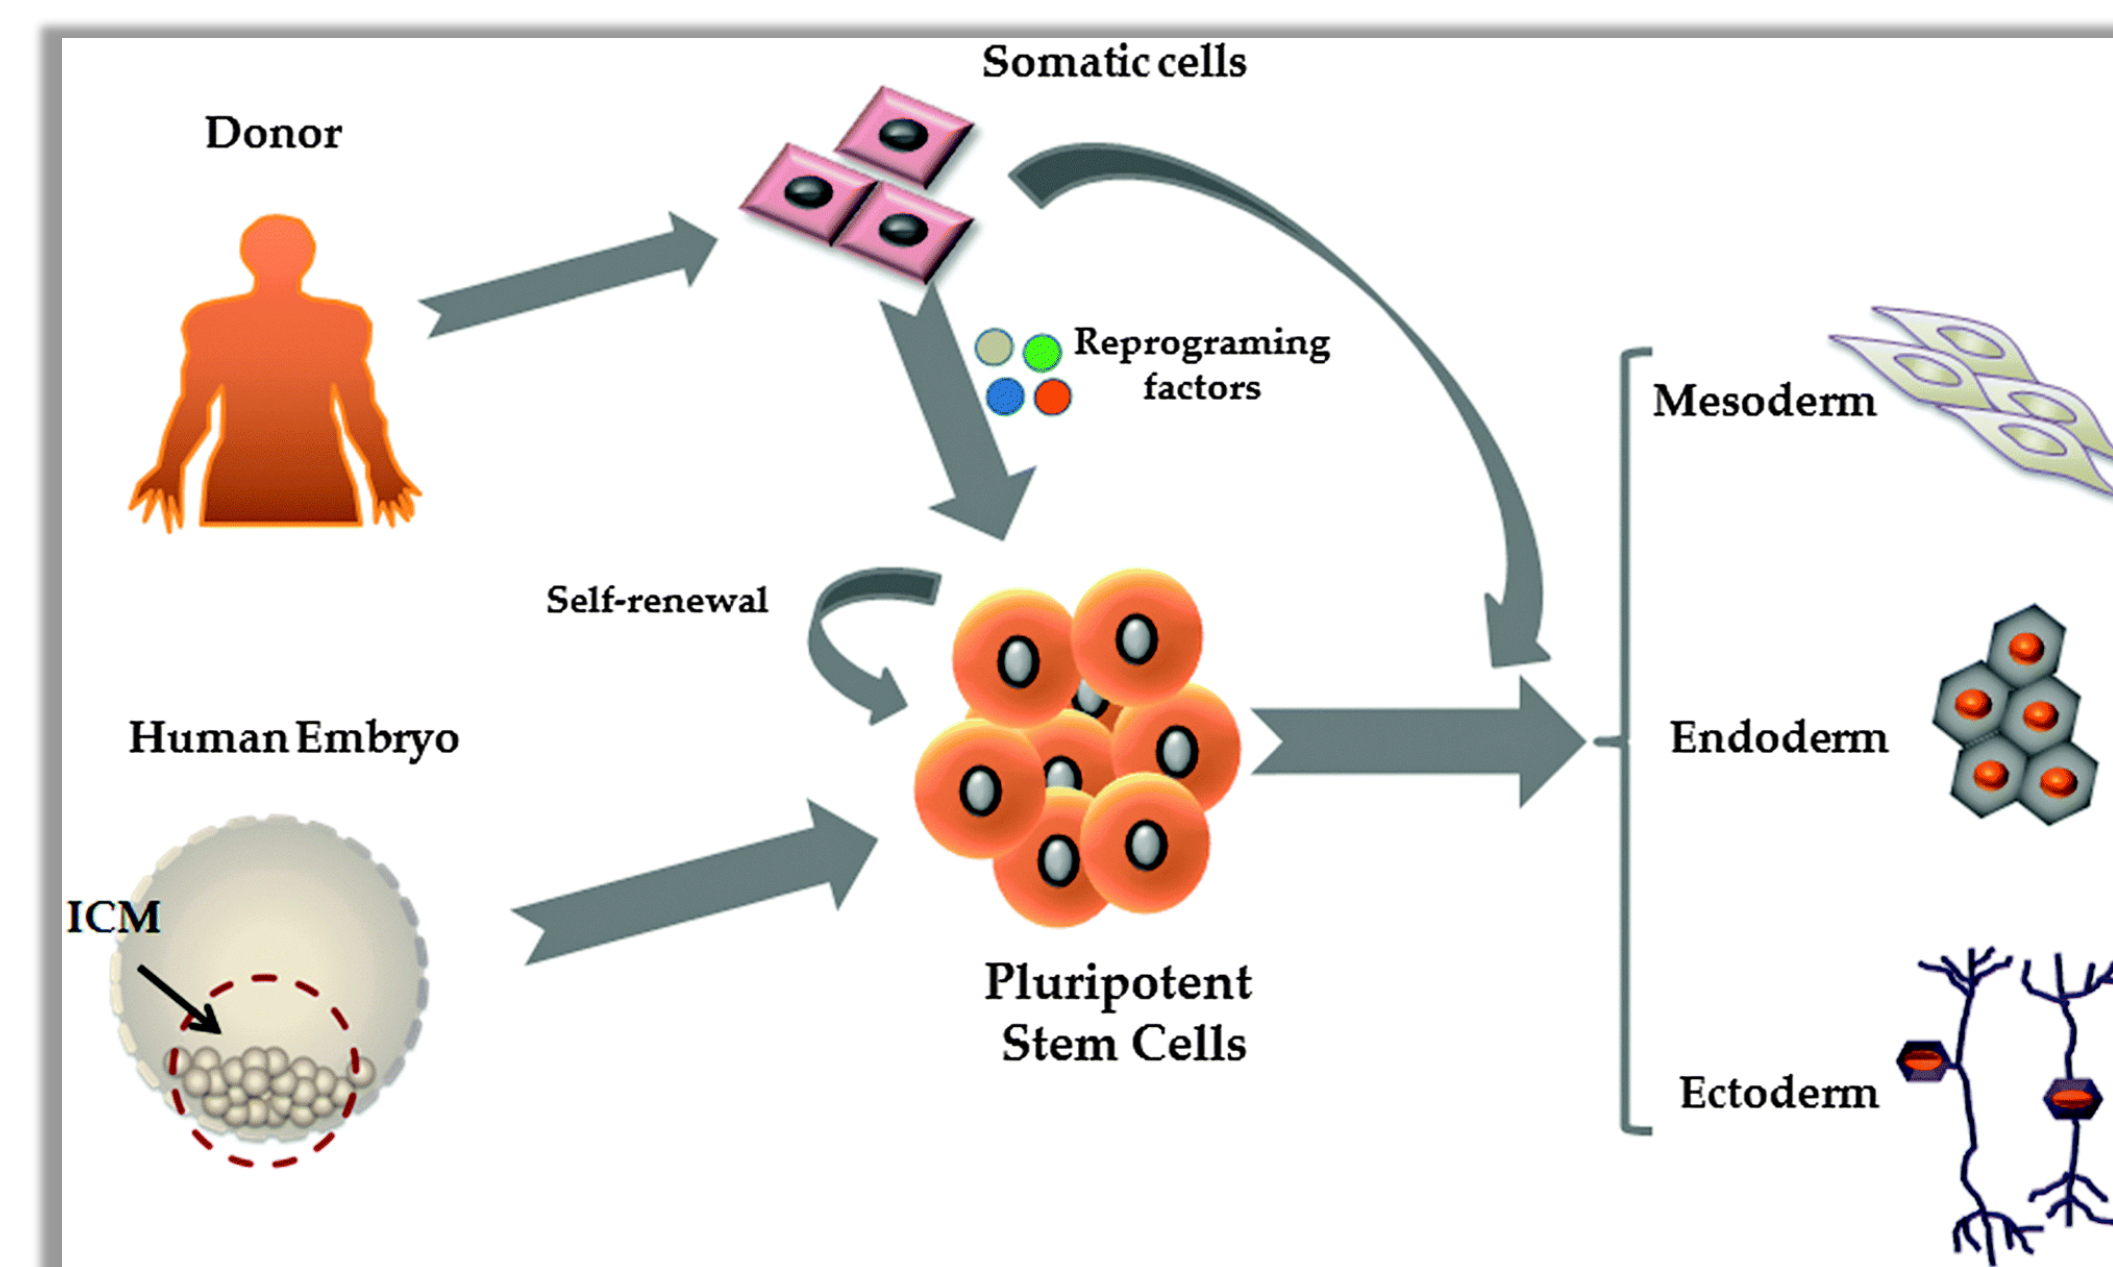 Somatic cells
Donor
Reprograming
factors
Mesoderm
Self-renewal
Human Embryo
Endoderm
ICM
Pluripotent
Stem Cells
Ectoderm